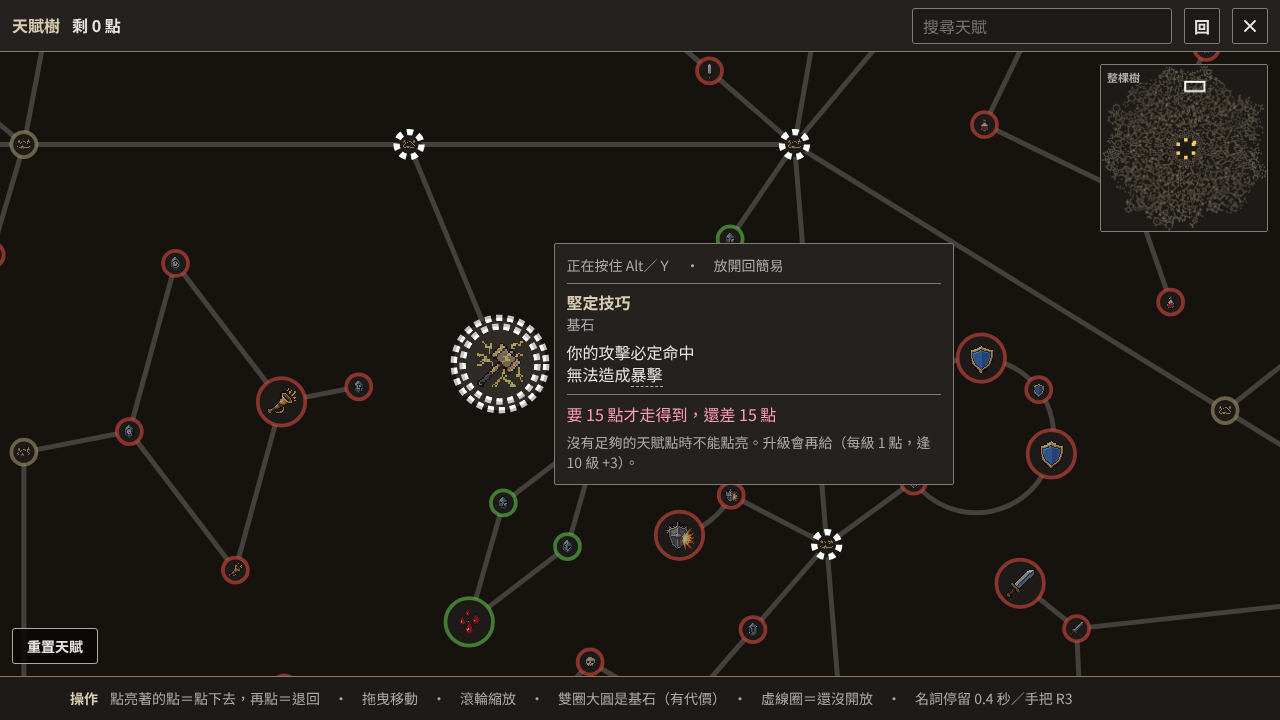 天賦樹 剩 0 點
搜尋天賦
回
整棵樹
正在按住 Alt／Y ・ 放開回簡易
堅定技巧
基石
你的攻擊必定命中
無法造成暴擊
要 15 點才走得到，還差 15 點
沒有足夠的天賦點時不能點亮。升級會再給（每級 1 點，逢
10 級 +3）。
重置天賦
操作 點亮著的點＝點下去，再點＝退回 ・ 拖曳移動 ・ 滾輪縮放 ・ 雙圈大圓是基石（有代價） ・ 虛線圈＝還沒開放 ・ 名詞停留 0.4 秒／手把 R3